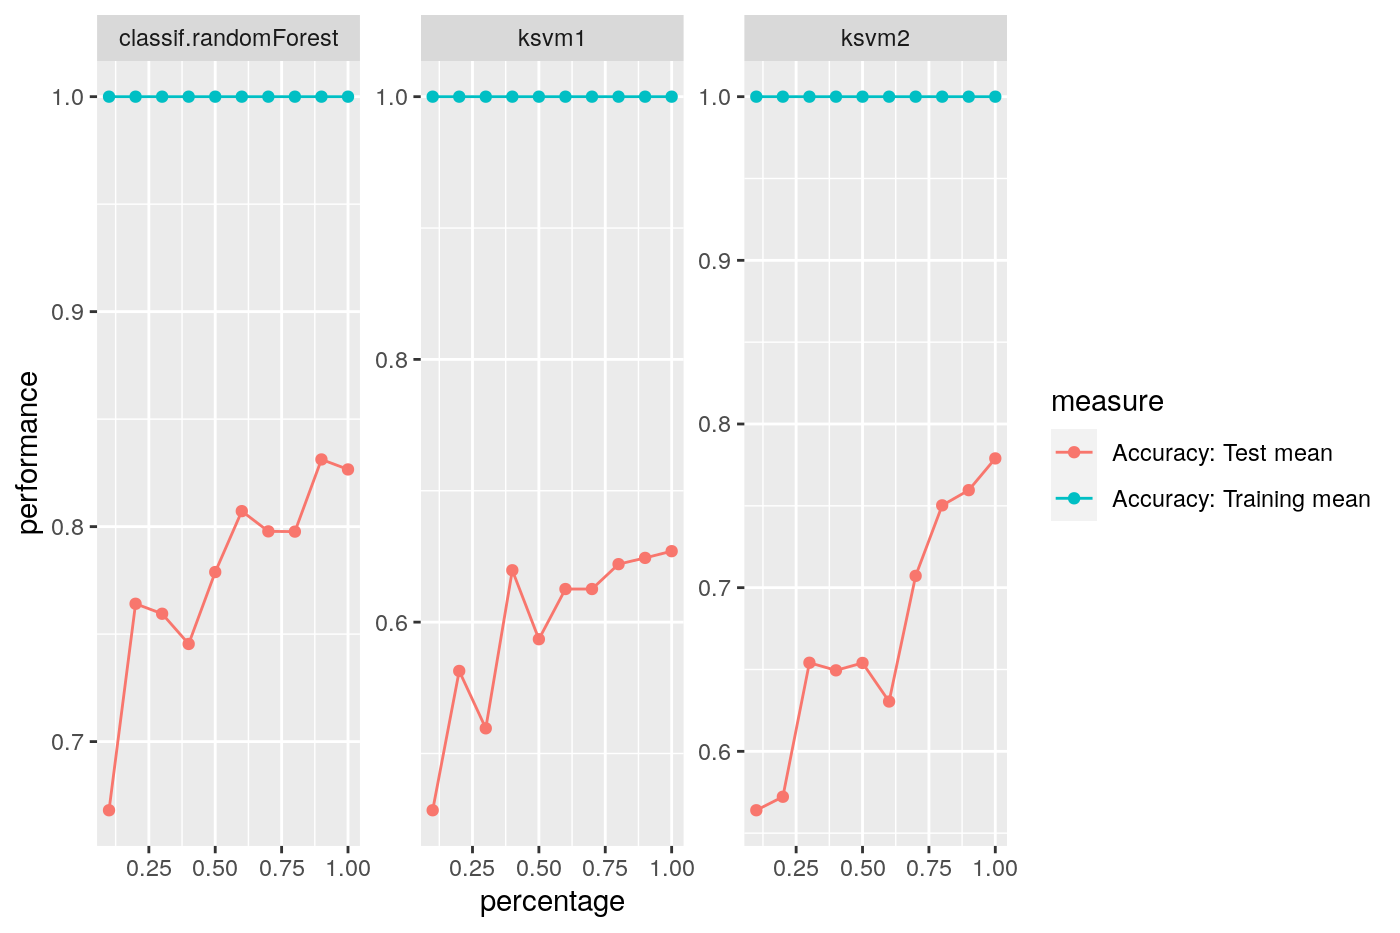 classif.randomForest
ksvm1
ksvm2
performance
1.0
0.9
0.8
0.7
1.0
0.8
0.6
1.0
0.9
0.8
0.7
0.6
0.25 0.50 0.75 1.00
0.25 0.50 0.75 1.00
0.25 0.50 0.75 1.00
percentage
measure
Accuracy: Test mean
Accuracy: Training mean